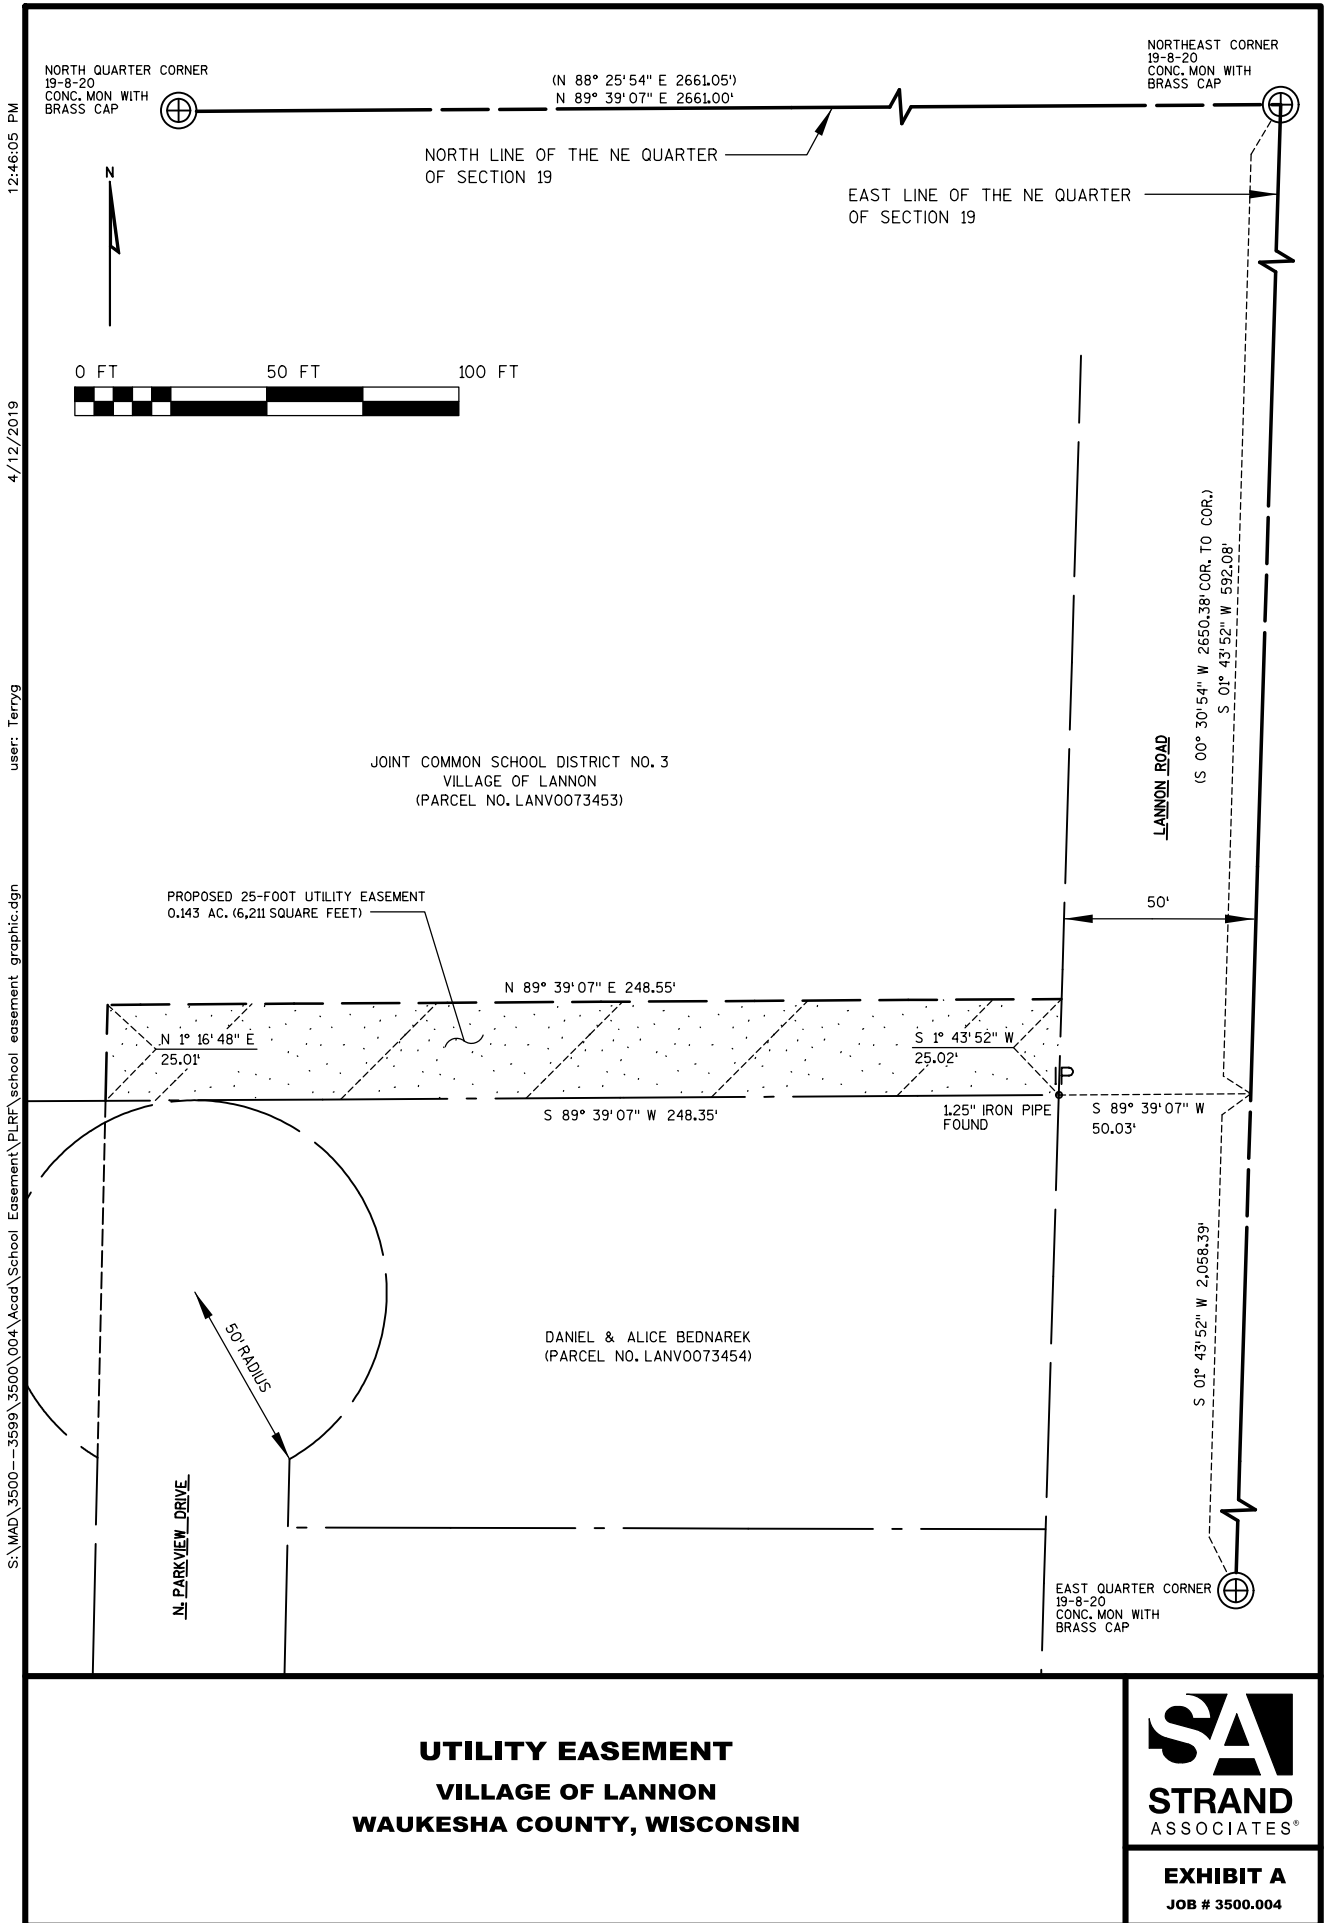 NORTH QUARTER CORNER
19-8-20
CONC. MON WITH
BRASS CAP
(N 88° 25'54" E 2661.05')
N 89° 39'07" E 2661.00'
NORTHEAST CORNER
19-8-20
CONC. MON WITH
BRASS CAP
NORTH LINE OF THE NE QUARTER
OF SECTION 19
EAST LINE OF THE NE QUARTER
OF SECTION 19
N
0 FT 50 FT 100 FT
(S 00° 30'54" W 2650.38' COR. TO COR.)
S 01° 43'52" W 592.08'
LANNON ROAD
JOINT COMMON SCHOOL DISTRICT NO. 3
VILLAGE OF LANNON
(PARCEL NO. LANV0073453)
PROPOSED 25-FOOT UTILITY EASEMENT
0.143 AC. (6,211 SQUARE FEET)
50'
N 89° 39'07" E 248.55'
N 1° 16'48" E
25.01'
S 1° 43'52" W
25.02'
IP
S 89° 39'07" W 248.35'
1.25" IRON PIPE
FOUND
S 89° 39'07" W
50.03'
S 01° 43'52" W 2,058.39'
50' RADIUS
DANIEL & ALICE BEDNAREK
(PARCEL NO. LANV0073454)
N. PARKVIEW DRIVE
EAST QUARTER CORNER
19-8-20
CONC. MON WITH
BRASS CAP
12:46:05 PM
4/12/2019
user: Terryg
S:\MAD\3500--3599\3500\004\Acad\School Easement\PLRF\school easement graphic.dgn
UTILITY EASEMENT
VILLAGE OF LANNON
WAUKESHA COUNTY, WISCONSIN
SA
STRAND
ASSOCIATES®
EXHIBIT A
JOB # 3500.004